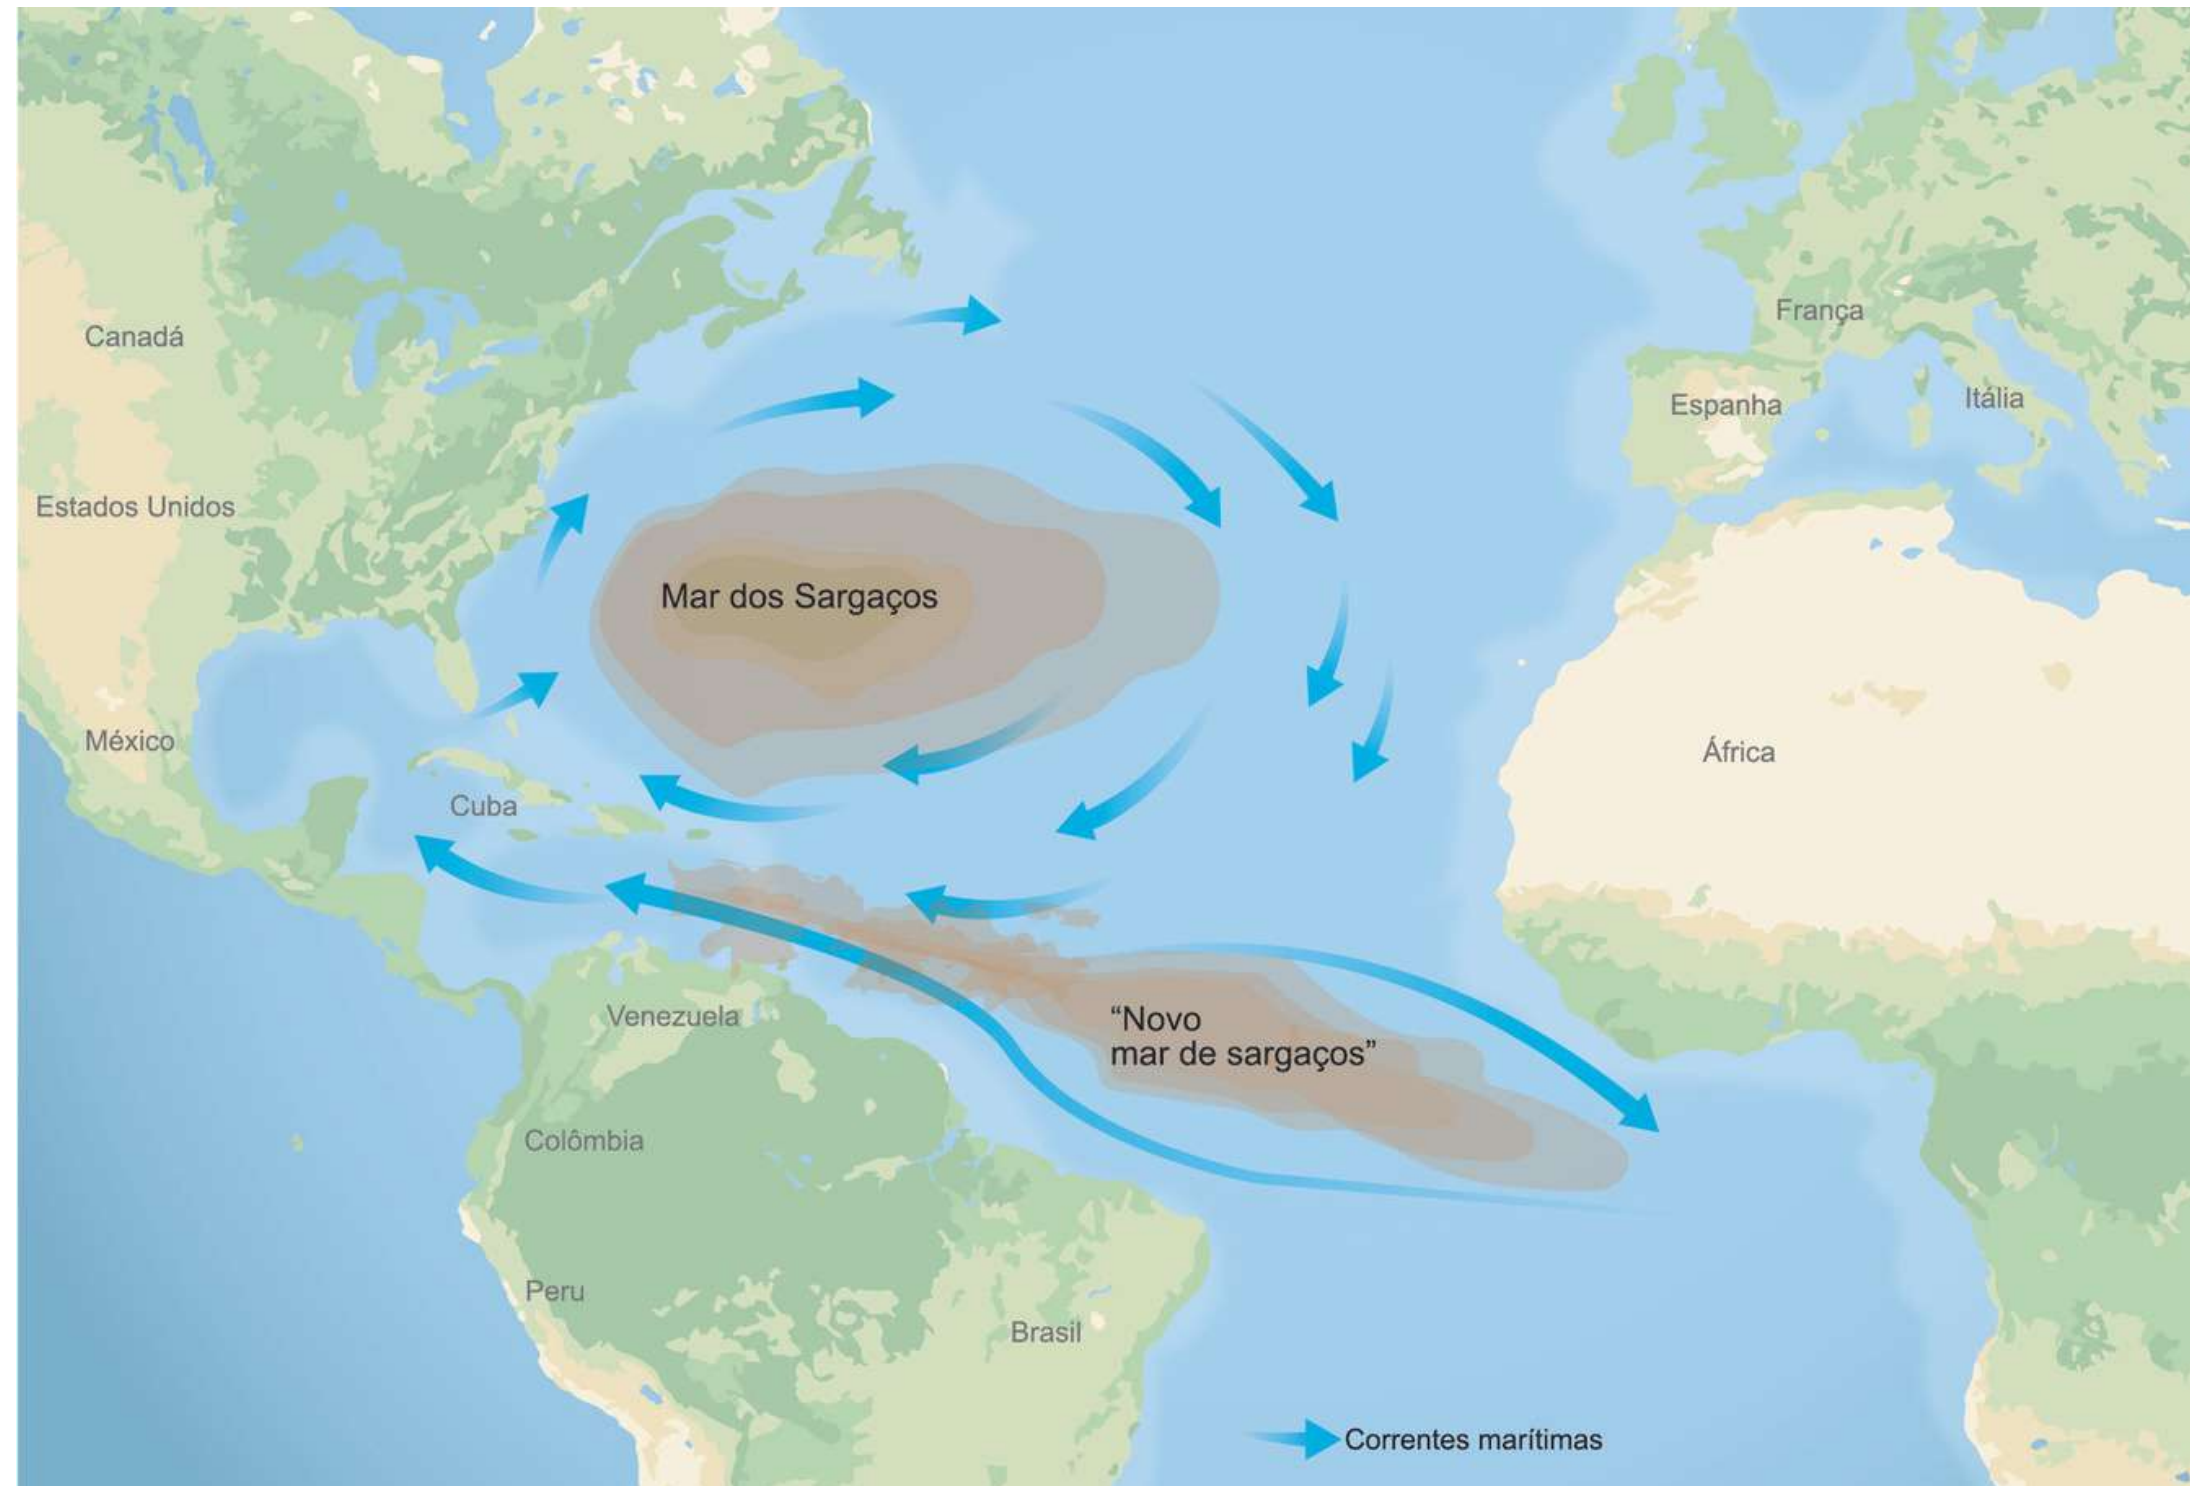 França
Canadá
Espanha
Itália
Estados Unidos
Mar dos Sargaços
México
África
Cuba
Venezuela
“Novo
mar de sargaços”
Colômbia
Peru
Brasil
Correntes marítimas